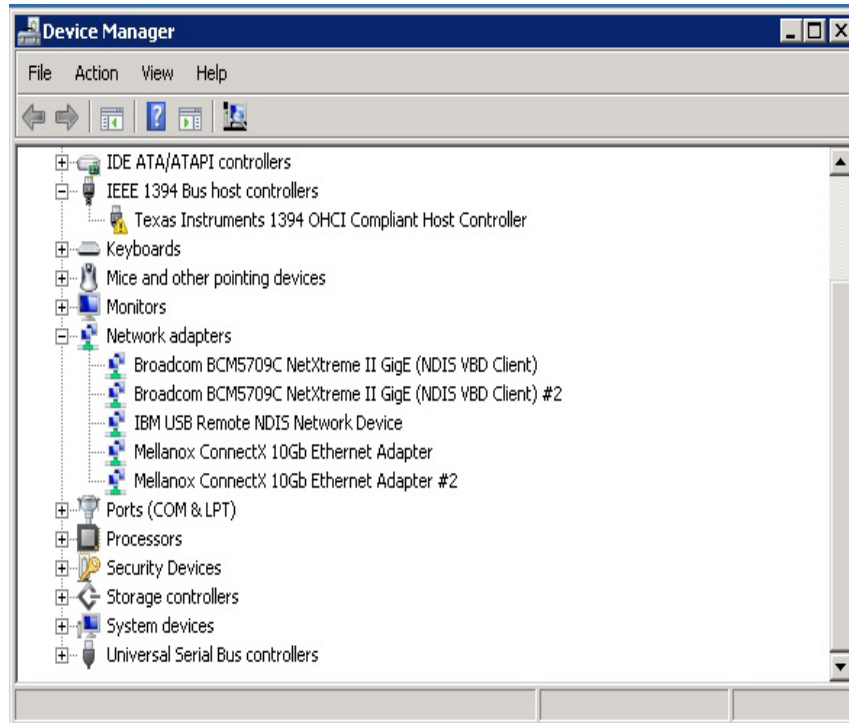 Device Manager
File Action View Help
IDE ATA/ATAPI controllers
IEEE 1394 Bus host controllers
Texas Instruments 1394 OHCI Compliant Host Controller
Keyboards
Mice and other pointing devices
Monitors
Network adapters
Broadcom BCM5709C NetXtreme II GigE (NDIS VBD Client)
Broadcom BCM5709C NetXtreme II GigE (NDIS VBD Client) #2
IBM USB Remote NDIS Network Device
Mellanox ConnectX 10Gb Ethernet Adapter
Mellanox ConnectX 10Gb Ethernet Adapter #2
Ports (COM & LPT)
Processors
Security Devices
Storage controllers
System devices
Universal Serial Bus controllers